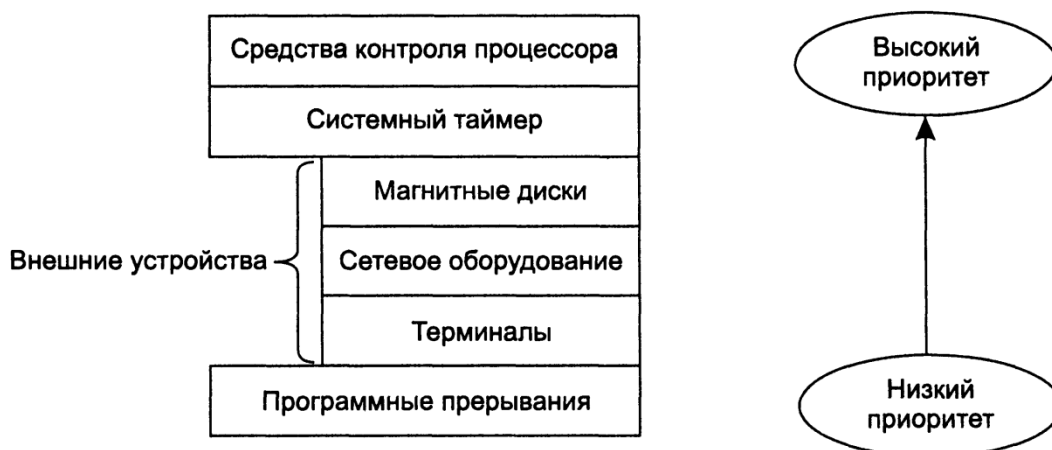 Средства контроля процессора
Системный таймер
Магнитные диски
Внешние устройства
Сетевое оборудование
Терминалы
Программные прерывания
Высокий
приоритет
Низкий
приоритет